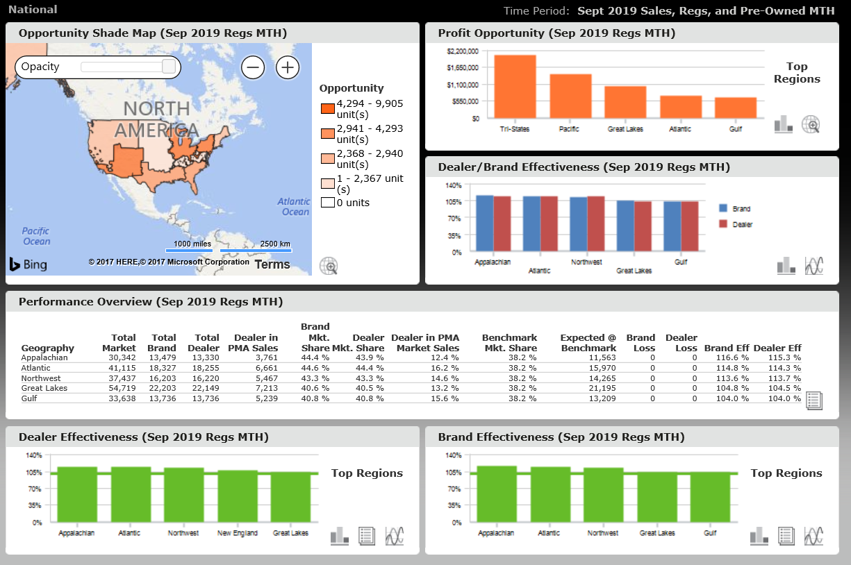 National
Time Period: Sept 2019 Sales, Regs, and Pre-Owned MTH
Opportunity Shade Map (Sep 2019 Regs MTH)
Opacity
NORTH
AMERICA
Atlantic
Ocean
Pacific
Ocean
1000 miles 2500 km
Bing
© 2017 HERE,© 2017 Microsoft Corporation Terms
Opportunity
4,294 - 9,905
unit(s)
2,941 - 4,293
unit(s)
2,368 - 2,940
unit(s)
1 - 2,367 unit
(s)
0 units
Profit Opportunity (Sep 2019 Regs MTH)
$2,200,000
$1,650,000
$1,100,000
$550,000
$0
Tri-States Pacific Great Lakes Atlantic Gulf
Top
Regions
Dealer/Brand Effectiveness (Sep 2019 Regs MTH)
140%
105%
70%
35%
0%
Appalachian Northwest Gulf
Atlantic Great Lakes
Brand
Dealer
Performance Overview (Sep 2019 Regs MTH)
Brand
Total Total Total Dealer in Mkt. Dealer Dealer in PMA Benchmark Expected @ Brand Dealer
Geography Market Brand Dealer PMA Sales Share Mkt. Share Market Sales Mkt. Share Benchmark Loss Loss Brand Eff Dealer Eff
Appalachian 30,342 13,479 13,330 3,761 44.4 % 43.9 % 12.4 % 38.2 % 11,563 0 0 116.6 % 115.3 %
Atlantic 41,115 18,327 18,255 6,661 44.6 % 44.4 % 16.2 % 38.2 % 15,970 0 0 114.8 % 114.3 %
Northwest 37,437 16,203 16,220 5,467 43.3 % 43.3 % 14.6 % 38.2 % 14,265 0 0 113.6 % 113.7 %
Great Lakes 54,719 22,203 22,149 7,213 40.6 % 40.5 % 13.2 % 38.2 % 21,195 0 0 104.8 % 104.5 %
Gulf 33,638 13,736 13,736 5,239 40.8 % 40.8 % 15.6 % 38.2 % 13,209 0 0 104.0 % 104.0 %
Dealer Effectiveness (Sep 2019 Regs MTH)
140%
105%
70%
35%
0%
Appalachian Atlantic Northwest New England Great Lakes
Top Regions
Brand Effectiveness (Sep 2019 Regs MTH)
140%
105%
70%
35%
0%
Appalachian Atlantic Northwest Great Lakes Gulf
Top Regions